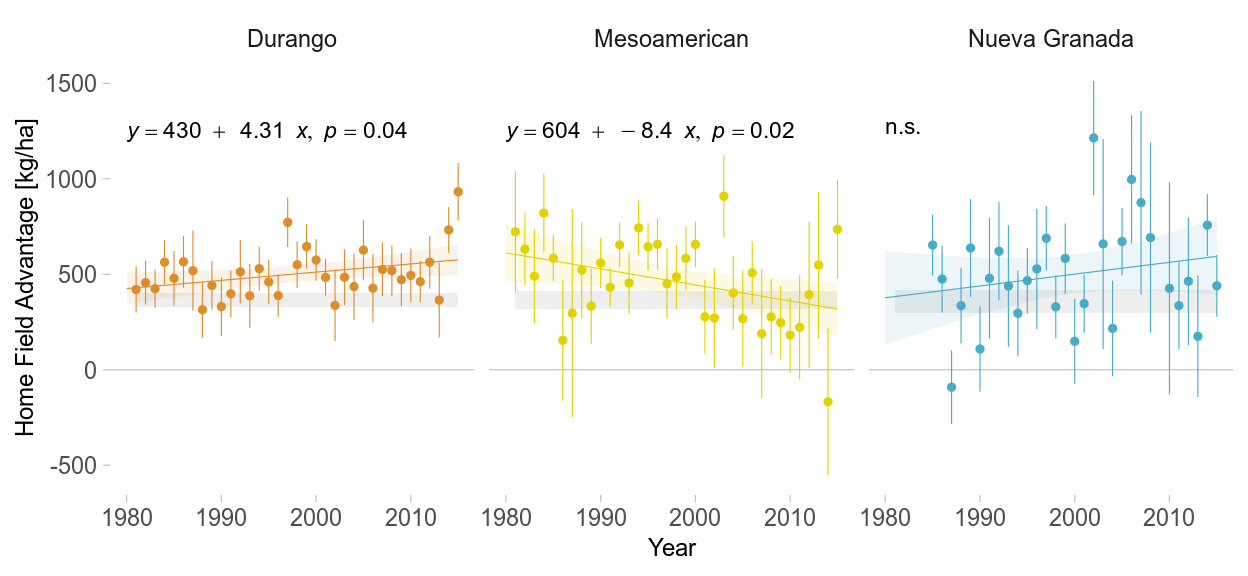 Durango Mesoamerican Nueva Granada
1500
y = 430 + 4.31 x, p = 0.04 y = 604 + − 8.4 x, p = 0.02 n.s.
1000
500
0
-500
Home Field Advantage [kg/ha]
1980 1990 2000 2010 1980 1990 2000 2010 1980 1990 2000 2010
Year